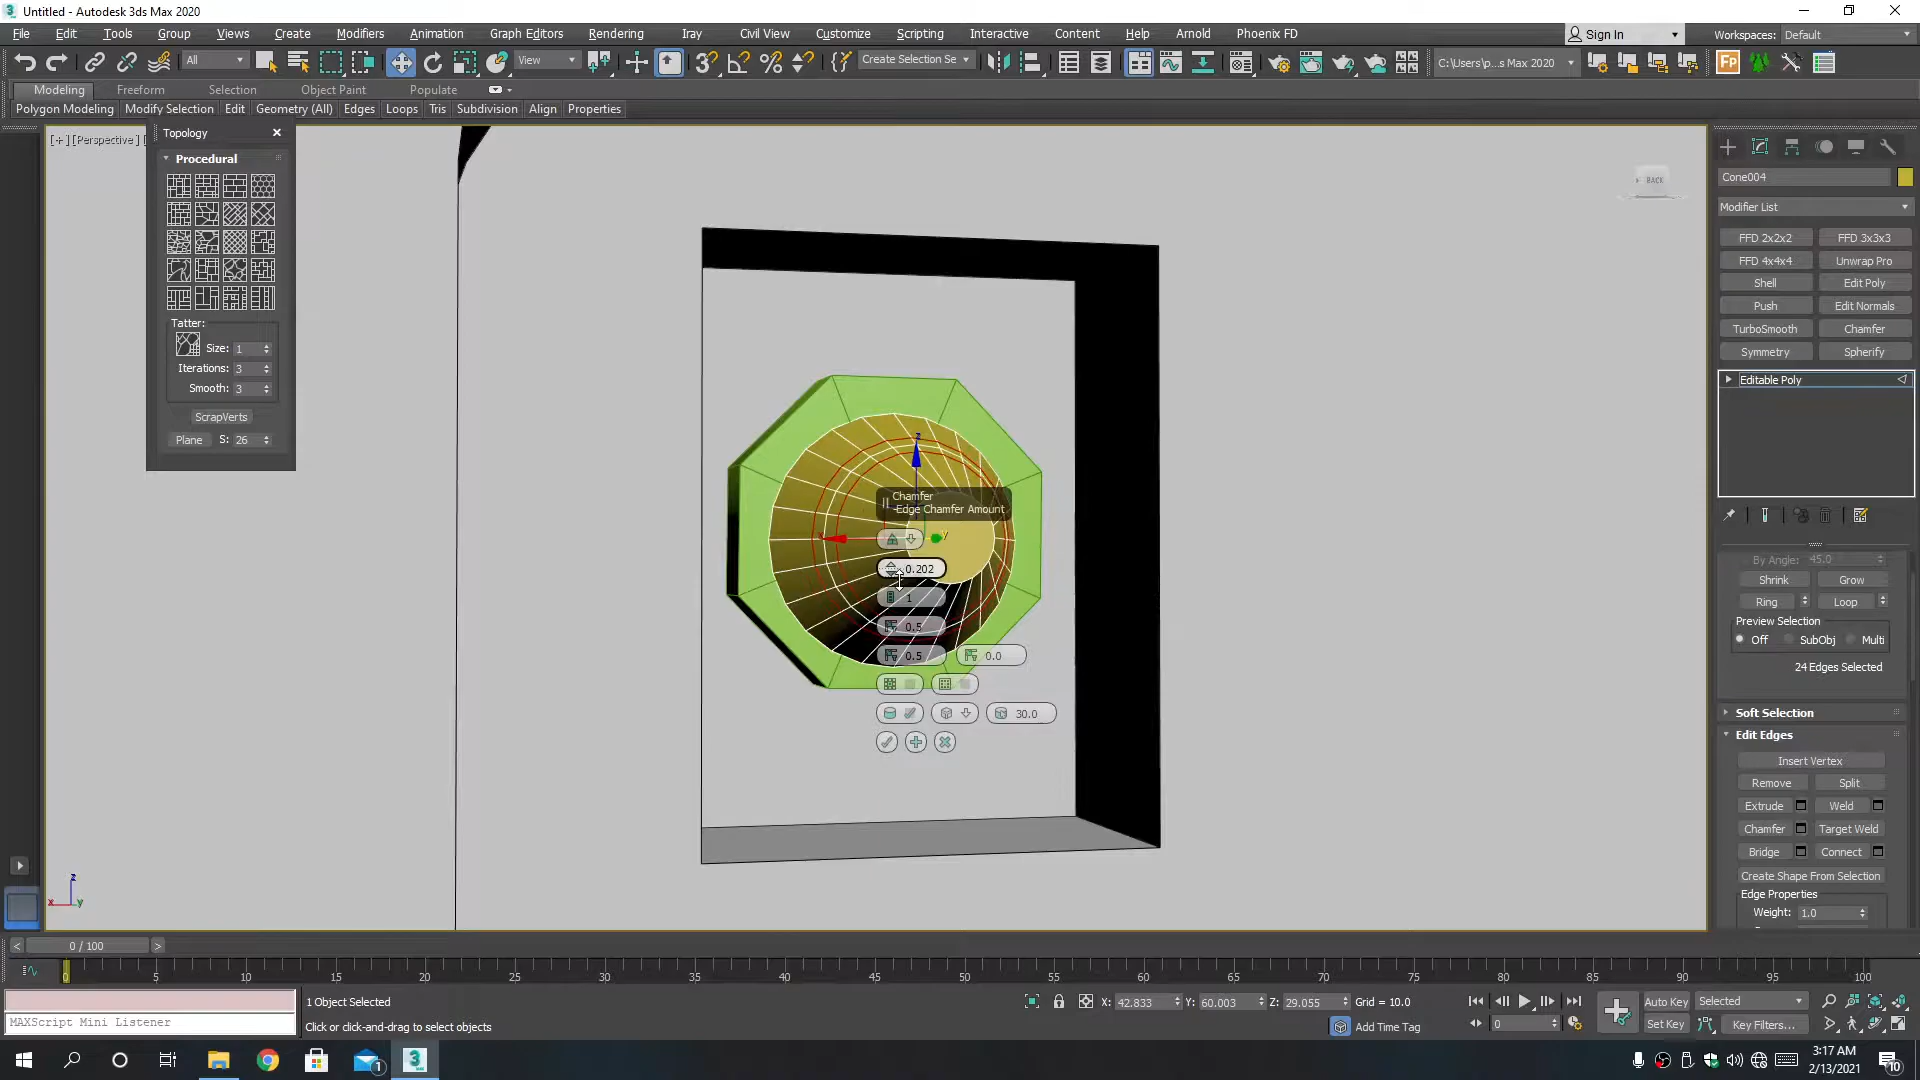 Untitled - Autodesk 3ds Max 2020
File Edit Tools Group Views Create Modifiers Animation Graph Editors Rendering Iray Civil View Customize Scripting Interactive Content Help Arnold Phoenix FD Sign In Workspaces: Default
All View Create Selection Se C:\Users\p...s Max 2020
Modeling Freeform Selection Object Paint Populate
Polygon Modeling Modify Selection Edit Geometry (All) Edges Loops Tris Subdivision Align Properties
[+] [Perspective] [
Topology
Procedural
Tatter:
Size: 1
Iterations: 3
Smooth: 3
ScrapVerts
Plane S: 26
BACK
z
x
y
Chamfer
-Edge Chamfer Amount
0.202
1
0.5
0.5 0.0
30.0
Cone004
Modifier List
FFD 2x2x2 FFD 3x3x3
FFD 4x4x4 Unwrap Pro
Shell Edit Poly
Push Edit Normals
TurboSmooth Chamfer
Symmetry Spherify
Editable Poly
By Angle: 45.0
Shrink Grow
Ring Loop
Preview Selection
Off SubObj Multi
24 Edges Selected
Soft Selection
Edit Edges
Insert Vertex
Remove Split
Extrude Weld
Chamfer Target Weld
Bridge Connect
Create Shape From Selection
Edge Properties
Weight: 1.0
z
x y
< 0 / 100 >
0 5 10 15 20 25 30 35 40 45 50 55 60 65 70 75 80 85 90 95 100
1 Object Selected X: 42.833 Y: 60.003 Z: 29.055 Grid = 10.0 Auto Key Selected
MAXScript Mini Listener Click or click-and-drag to select objects Add Time Tag 0 Set Key Key Filters...
1
3
3:17 AM
2/13/2021
10